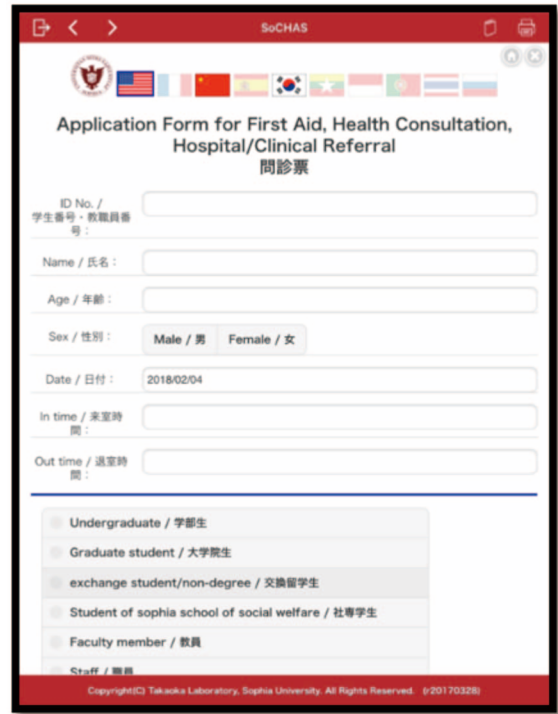 SoCHAS
Application Form for First Aid, Health Consultation,
Hospital/Clinical Referral
問診票
ID No. /
学生番号・教職員番
号：
Name / 氏名：
Age / 年齢：
Sex / 性別：
Male / 男 Female / 女
Date / 日付：
2018/02/04
In time / 来室時
間：
Out time / 退室時
間：
Undergraduate / 学部生
Graduate student / 大学院生
exchange student/non-degree / 交換留学生
Student of sophia school of social welfare / 社専学生
Faculty member / 教員
Staff / 職員
Copyright(C) Takaoka Laboratory, Sophia University. All Rights Reserved. (r20170328)